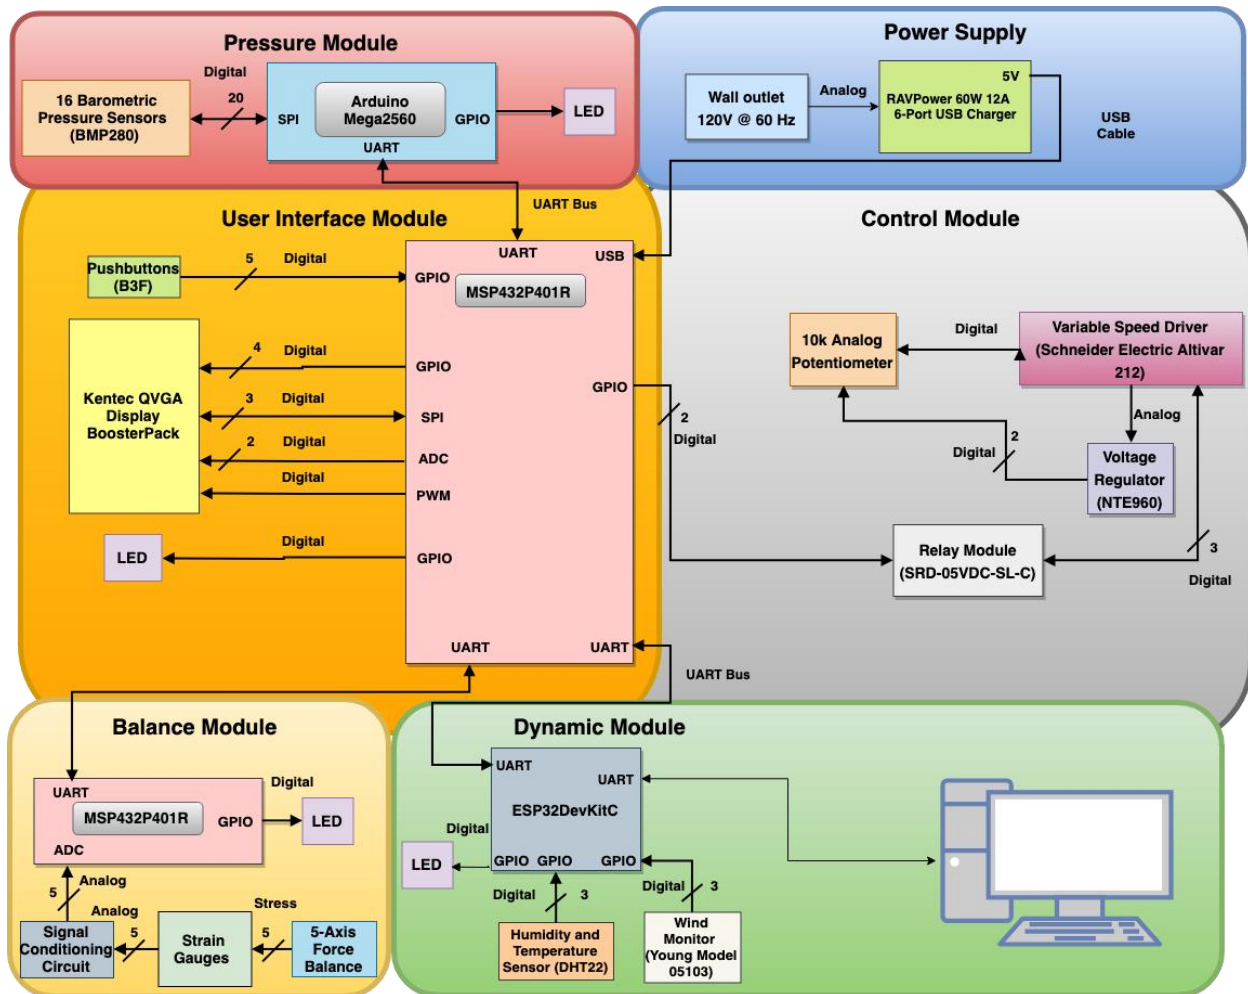 Pressure Module
Digital
16 Barometric
Pressure Sensors
(BMP280)
20
SPI
Arduino
Mega2560
GPIO
UART
LED
Power Supply
Wall outlet
120V @ 60 Hz
Analog
5V
RAVPower 60W 12A
6-Port USB Charger
USB
Cable
UART Bus
User Interface Module
Pushbuttons
(B3F)
5
Digital
GPIO
UART
USB
MSP432P401R
Kentec QVGA
Display
BoosterPack
4
Digital
GPIO
3
Digital
SPI
2
Digital
ADC
Digital
PWM
LED
Digital
GPIO
GPIO
UART
UART
2
Digital
UART Bus
Control Module
10k Analog
Potentiometer
Digital
Variable Speed Driver
(Schneider Electric Altivar
212)
Analog
Digital
2
Voltage
Regulator
(NTE960)
Relay Module
(SRD-05VDC-SL-C)
3
Digital
Balance Module
UART
MSP432P401R
GPIO
ADC
Digital
LED
5
Analog
Analog
Stress
Signal
Conditioning
Circuit
5
Strain
Gauges
5
5-Axis
Force
Balance
Dynamic Module
UART
UART
ESP32DevKitC
Digital
LED
GPIO
GPIO
GPIO
Digital
3
Digital
3
Humidity and
Temperature
Sensor (DHT22)
Wind
Monitor
(Young Model
05103)